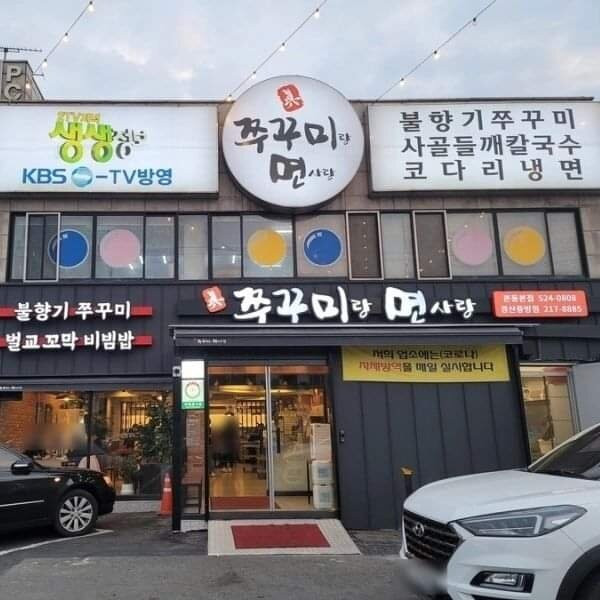 PC
생생정보
KBS -TV방영
쭈꾸미랑
면사랑
불향기쭈꾸미
사골들깨칼국수
코다리냉면
불향기 쭈꾸미
벌교 꼬막 비빔밥
쭈꾸미랑 면사랑
본동본점 524-0808
경산중방점 217-8885
저희 업소에는(코로나)
자체방역을 매일 실시합니다